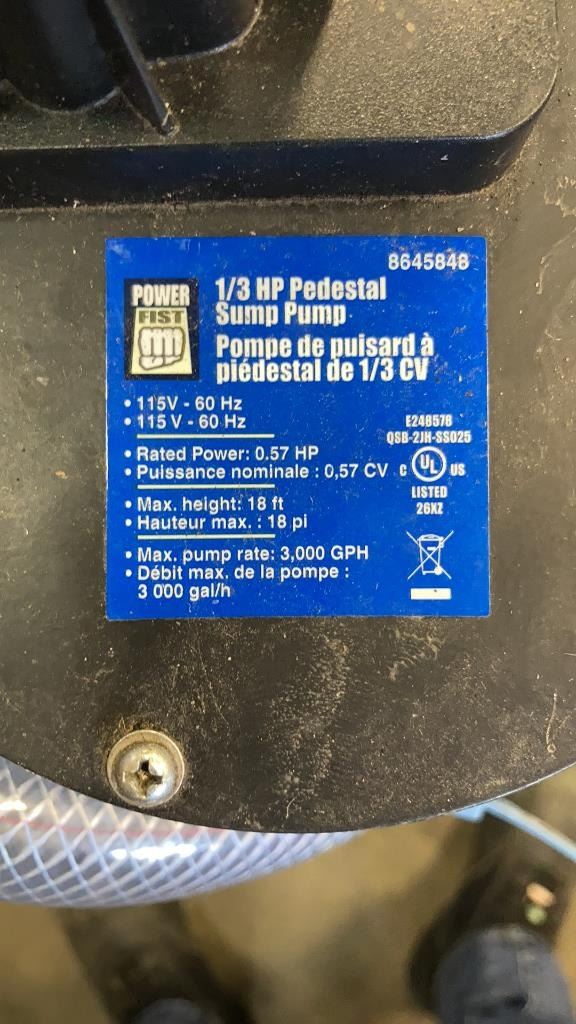 8645848
POWER
FIST
1/3 HP Pedestal
Sump Pump
Pompe de puisard à
piédestal de 1/3 CV
• 115V - 60 Hz
• 115 V - 60 Hz
• Rated Power: 0.57 HP
• Puissance nominale : 0,57 CV
• Max. height: 18 ft
• Hauteur max. : 18 pi
• Max. pump rate: 3,000 GPH
• Débit max. de la pompe :
3 000 gal/h
E248578
QSB-2JH-SS025
C UL US
LISTED
26XZ